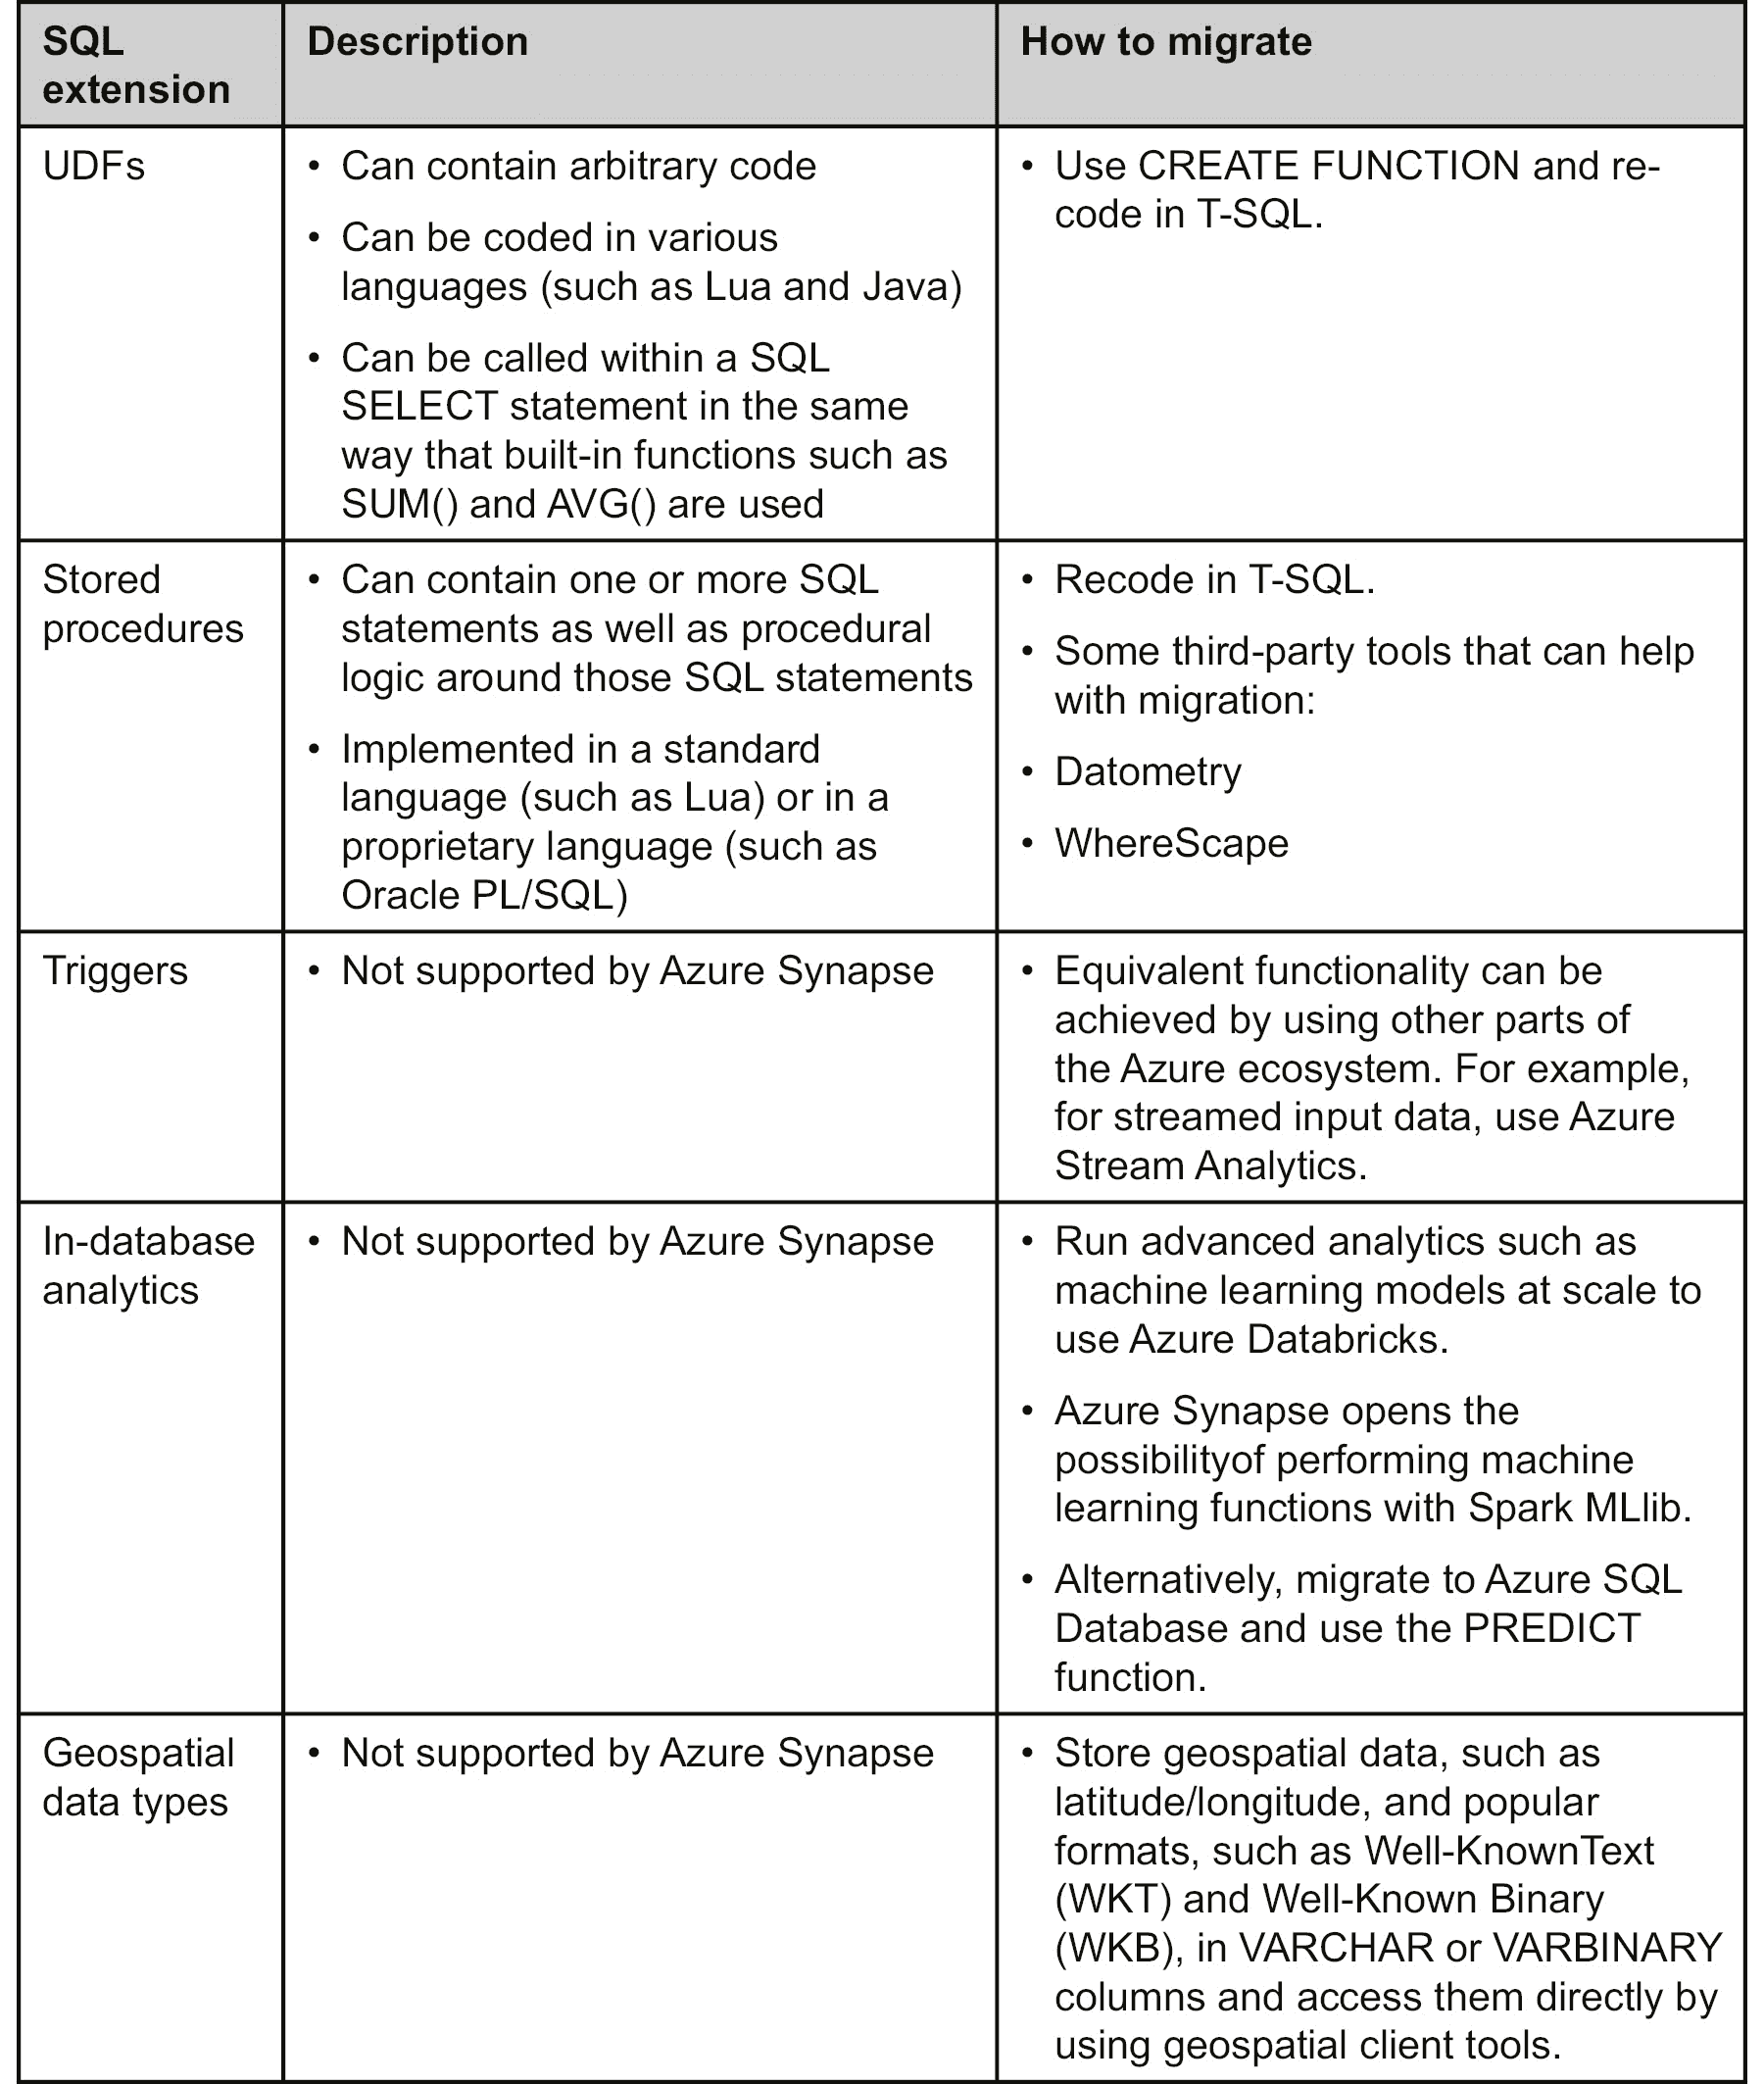 SQL
extension
Description
How to migrate
UDFs
• Can contain arbitrary code
• Can be coded in various
languages (such as Lua and Java)
• Can be called within a SQL
SELECT statement in the same
way that built-in functions such as
SUM() and AVG() are used
• Use CREATE FUNCTION and re-
code in T-SQL.
Stored
procedures
• Can contain one or more SQL
statements as well as procedural
logic around those SQL statements
• Implemented in a standard
language (such as Lua) or in a
proprietary language (such as
Oracle PL/SQL)
• Recode in T-SQL.
• Some third-party tools that can help
with migration:
• Datometry
• WhereScape
Triggers
• Not supported by Azure Synapse
• Equivalent functionality can be
achieved by using other parts of
the Azure ecosystem. For example,
for streamed input data, use Azure
Stream Analytics.
In-database
analytics
• Not supported by Azure Synapse
• Run advanced analytics such as
machine learning models at scale to
use Azure Databricks.
• Azure Synapse opens the
possibilityof performing machine
learning functions with Spark MLlib.
• Alternatively, migrate to Azure SQL
Database and use the PREDICT
function.
Geospatial
data types
• Not supported by Azure Synapse
• Store geospatial data, such as
latitude/longitude, and popular
formats, such as Well-KnownText
(WKT) and Well-Known Binary
(WKB), in VARCHAR or VARBINARY
columns and access them directly by
using geospatial client tools.